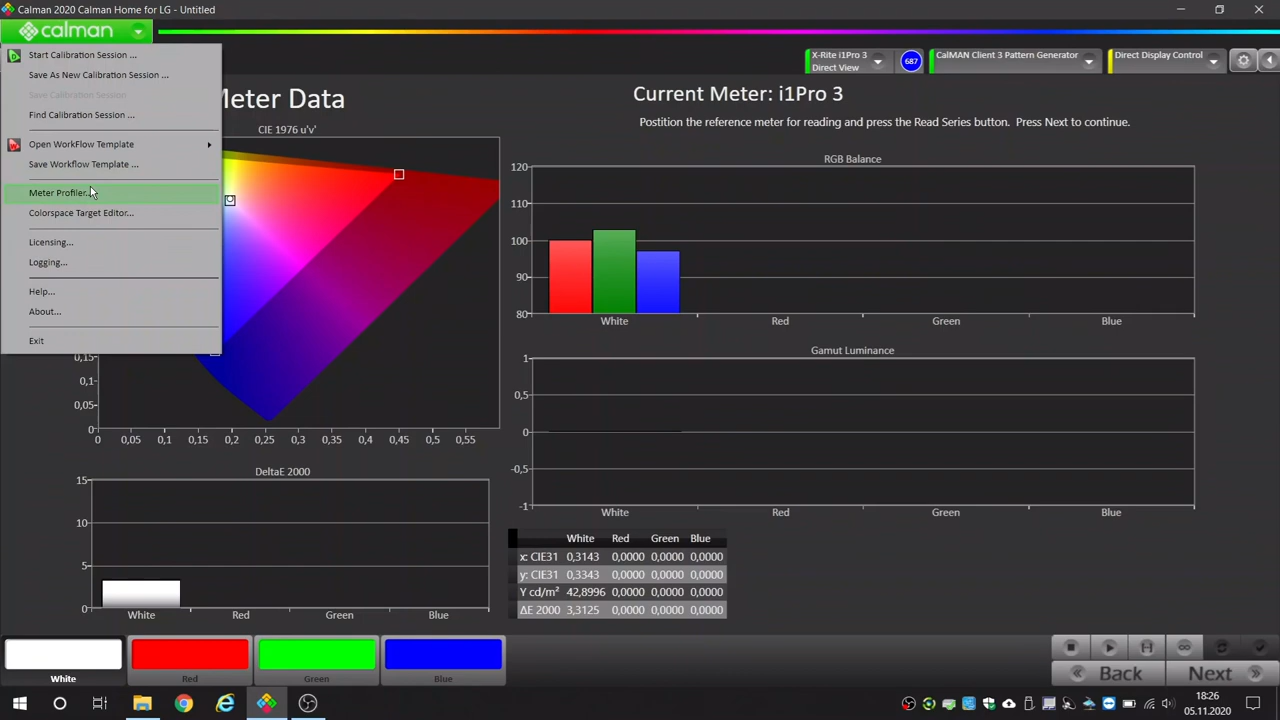 Calman 2020 Calman Home for LG - Untitled
calman
Start Calibration Session ...
Save As New Calibration Session ...
Save Calibration Session
Find Calibration Session ...
Open WorkFlow Template
Save Workflow Template ...
Meter Profiler...
Colorspace Target Editor...
Licensing...
Logging...
Help...
About...
Exit
X-Rite i1Pro 3
Direct View
687
CalMAN Client 3 Pattern Generator
Direct Display Control
Meter Data
CIE 1976 u'v'
0,15
0,1
0,05
0
0 0,05 0,1 0,15 0,2 0,25 0,3 0,35 0,4 0,45 0,5 0,55
Current Meter: i1Pro 3
Postition the reference meter for reading and press the Read Series button. Press Next to continue.
RGB Balance
120
110
100
90
80
White Red Green Blue
Gamut Luminance
1
0,5
0
-0,5
-1
White Red Green Blue
DeltaE 2000
15
10
5
0
White Red Green Blue
White Red Green Blue
x: CIE31 0,3143 0,0000 0,0000 0,0000
y: CIE31 0,3343 0,0000 0,0000 0,0000
Y cd/m² 42,8996 0,0000 0,0000 0,0000
ΔE 2000 3,3125 0,0000 0,0000 0,0000
White Red Green Blue
Back Next
18:26
05.11.2020